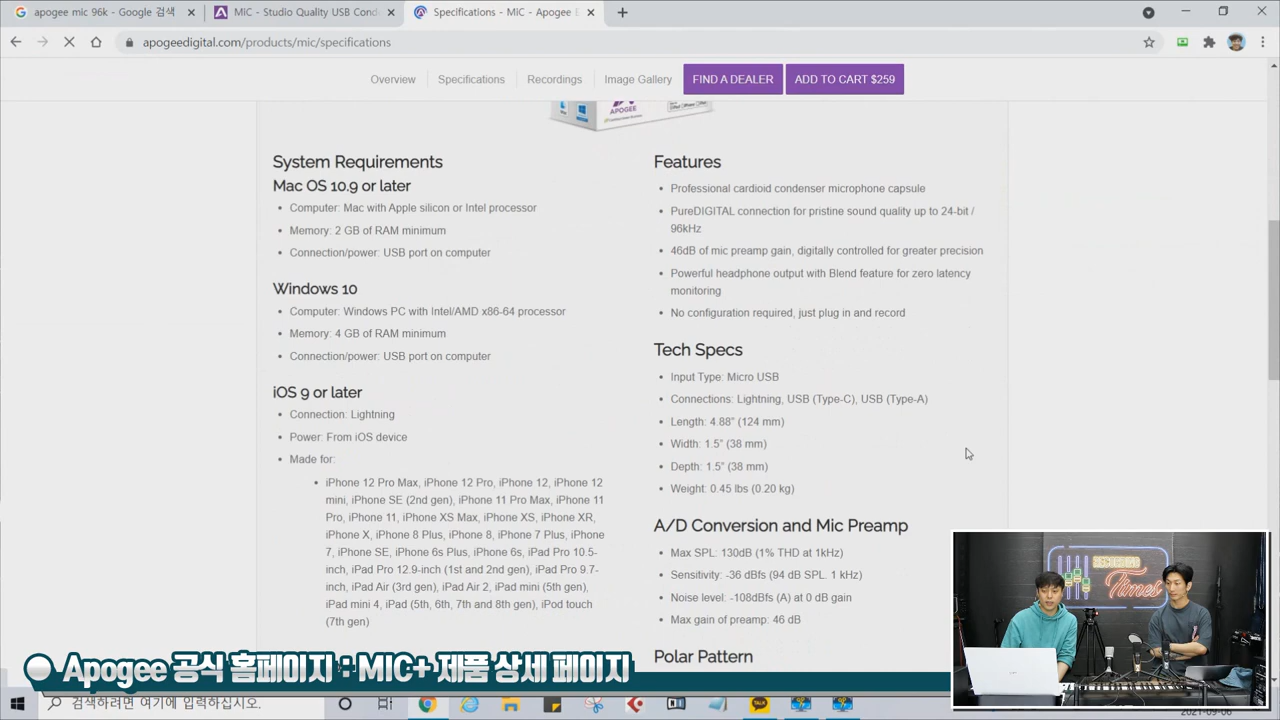 apogee mic 96k - Google 검색
MiC - Studio Quality USB Cond
Specifications - MiC - Apogee E
apogeedigital.com/products/mic/specifications
Overview
Specifications
Recordings
Image Gallery
FIND A DEALER
ADD TO CART $259
APOGEE
System Requirements
Mac OS 10.9 or later
• Computer: Mac with Apple silicon or Intel processor
• Memory: 2 GB of RAM minimum
• Connection/power: USB port on computer
Windows 10
• Computer: Windows PC with Intel/AMD x86-64 processor
• Memory: 4 GB of RAM minimum
• Connection/power: USB port on computer
iOS 9 or later
• Connection: Lightning
• Power: From iOS device
• Made for:
• iPhone 12 Pro Max, iPhone 12 Pro, iPhone 12, iPhone 12
mini, iPhone SE (2nd gen), iPhone 11 Pro Max, iPhone 11
Pro, iPhone 11, iPhone XS Max, iPhone XS, iPhone XR,
iPhone X, iPhone 8 Plus, iPhone 8, iPhone 7 Plus, iPhone
7, iPhone SE, iPhone 6s Plus, iPhone 6s, iPad Pro 10.5-
inch, iPad Pro 12.9-inch (1st and 2nd gen), iPad Pro 9.7-
inch, iPad Air (3rd gen), iPad Air 2, iPad mini (5th gen),
iPad mini 4, iPad (5th, 6th, 7th and 8th gen), iPod touch
(7th gen)
Features
• Professional cardioid condenser microphone capsule
• PureDIGITAL connection for pristine sound quality up to 24-bit /
96kHz
• 46dB of mic preamp gain, digitally controlled for greater precision
• Powerful headphone output with Blend feature for zero latency
monitoring
• No configuration required, just plug in and record
Tech Specs
• Input Type: Micro USB
• Connections: Lightning, USB (Type-C), USB (Type-A)
• Length: 4.88” (124 mm)
• Width: 1.5” (38 mm)
• Depth: 1.5” (38 mm)
• Weight: 0.45 lbs (0.20 kg)
A/D Conversion and Mic Preamp
• Max SPL: 130dB (1% THD at 1kHz)
• Sensitivity: -36 dBfs (94 dB SPL. 1 kHz)
• Noise level: -108dBfs (A) at 0 dB gain
• Max gain of preamp: 46 dB
Polar Pattern
RECORDING
Times
Apogee 공식 홈페이지 : MIC+ 제품 상세 페이지
검색하려면 여기에 입력하십시오.
TALK
2021-09-06